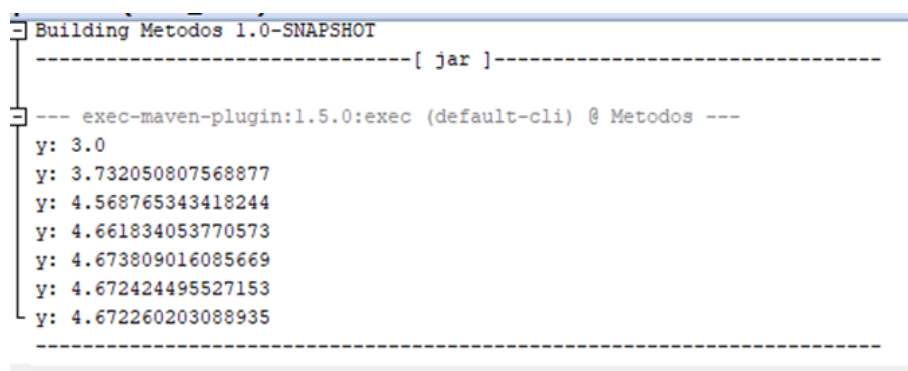 Building Metodos 1.0-SNAPSHOT
--------------------------------[ jar ]---------------------------------
--- exec-maven-plugin:1.5.0:exec (default-cli) @ Metodos ---
y: 3.0
y: 3.732050807568877
y: 4.568765343418244
y: 4.661834053770573
y: 4.673809016085669
y: 4.672424495527153
y: 4.672260203088935
------------------------------------------------------------------------